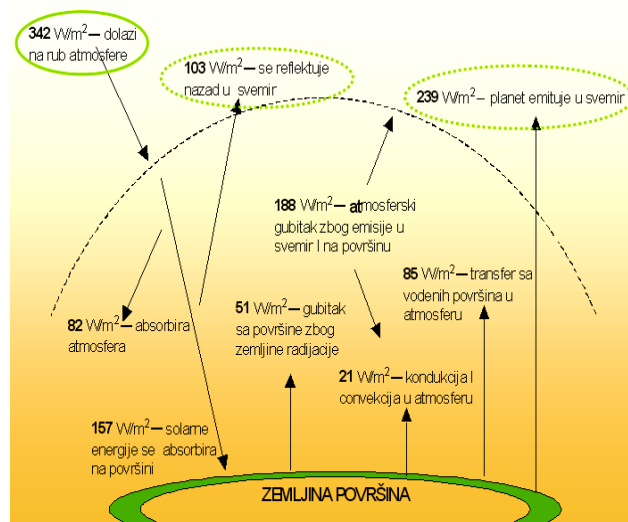 342 W/m²— dolazi
na rub atmosfere
103 W/m²— se reflektuje
nazad u svemir
239 W/m²– planet emituje u svemir
188 W/m²— atmosferski
gubitak zbog emisije u
svemir I na površinu
85 W/m²— transfer sa
vodenih površina u
atmosferu
51 W/m²— gubitak
sa površine zbog
zemljine radijacije
82 W/m²— absorbira
atmosfera
21 W/m²— kondukcija I
convekcija u atmosferu
157 W/m²— solarne
energije se absorbira
na površini
ZEMLJINA POVRŠINA